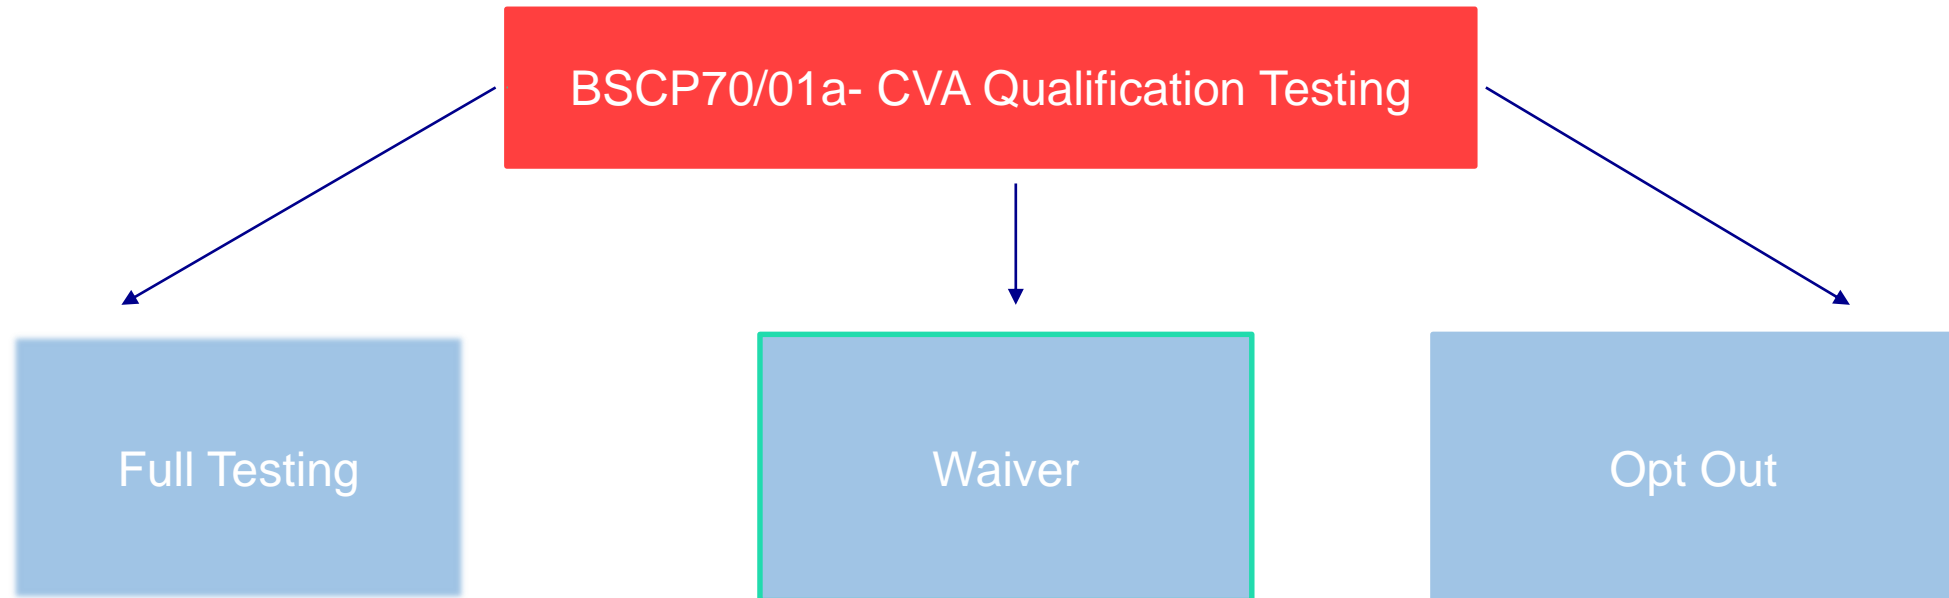 BSCP70/01a- CVA Qualification Testing
Full Testing
Waiver
Opt Out